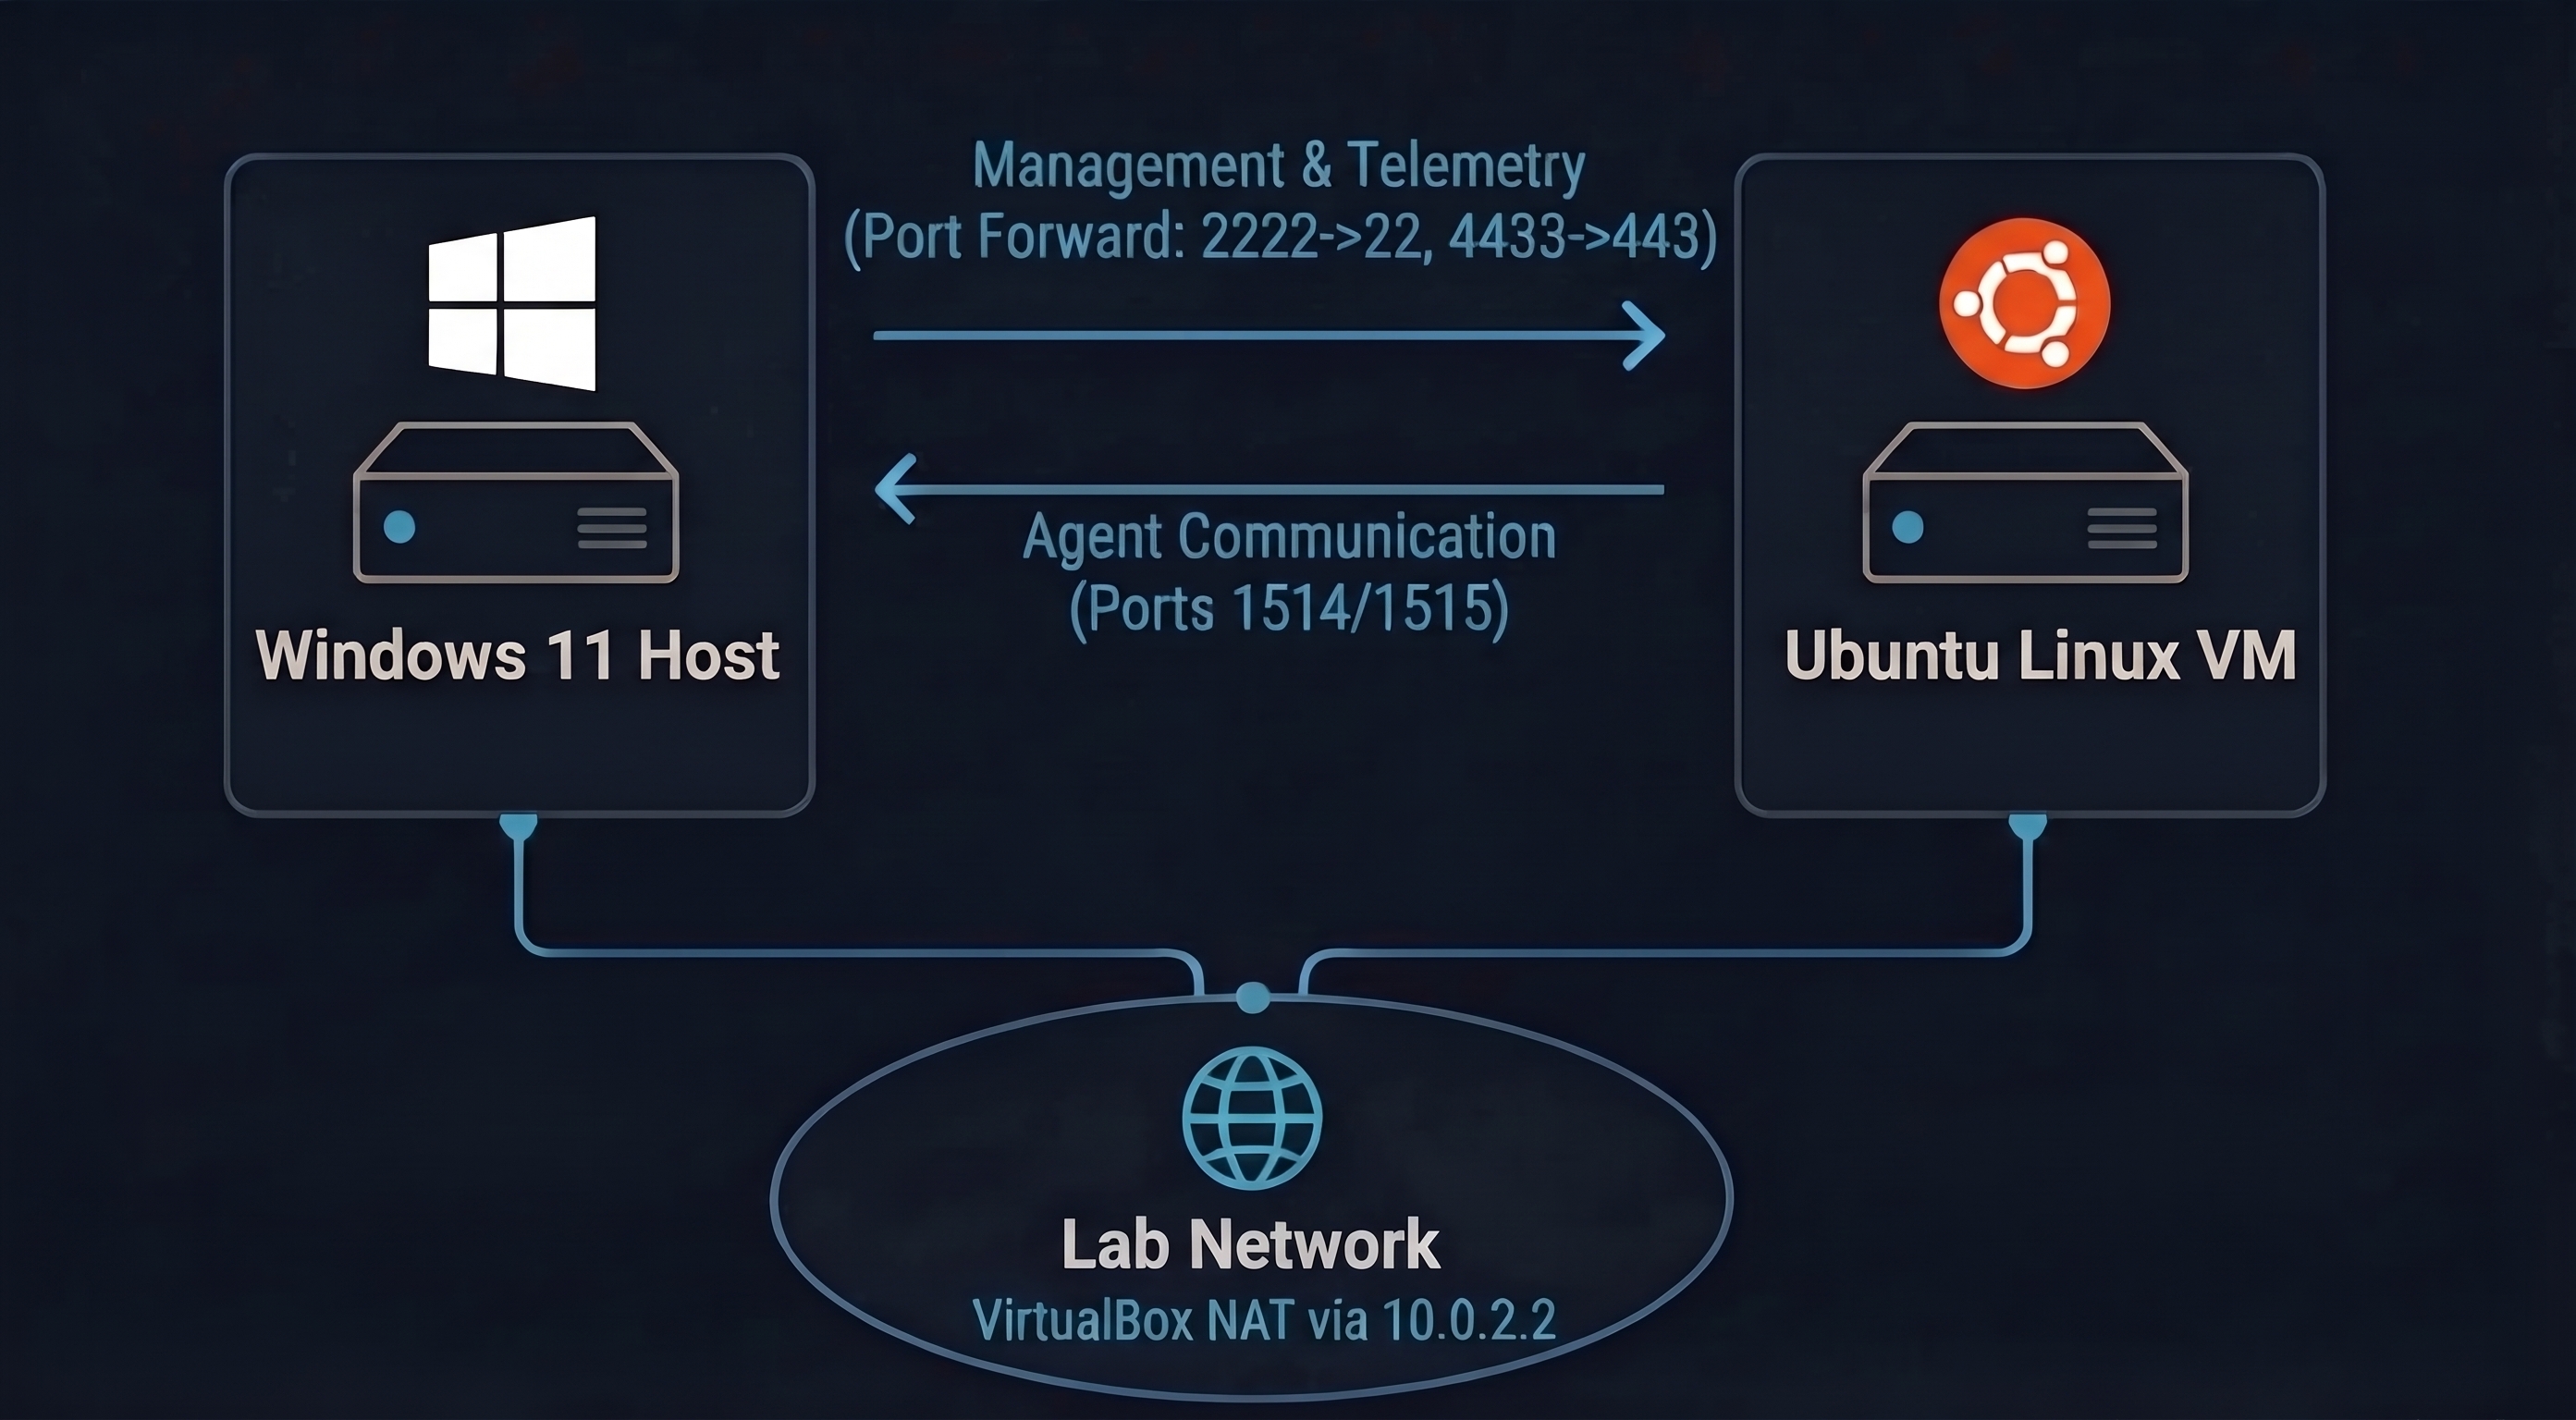 Management & Telemetry
(Port Forward: 2222->22, 4433->443)
Agent Communication
(Ports 1514/1515)
Windows 11 Host
Ubuntu Linux VM
Lab Network
VirtualBox NAT via 10.0.2.2